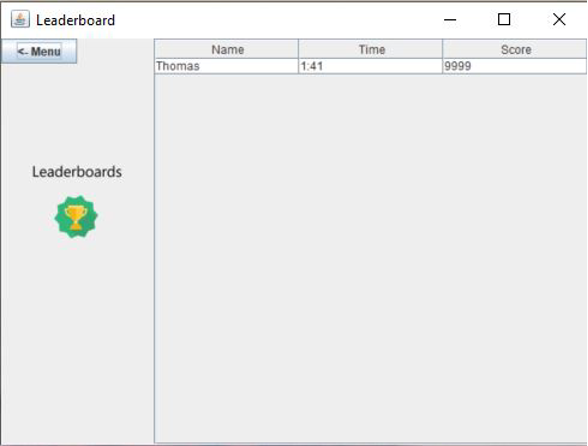 Leaderboard
<- Menu
Name Time Score
Thomas 1:41 9999
Leaderboards